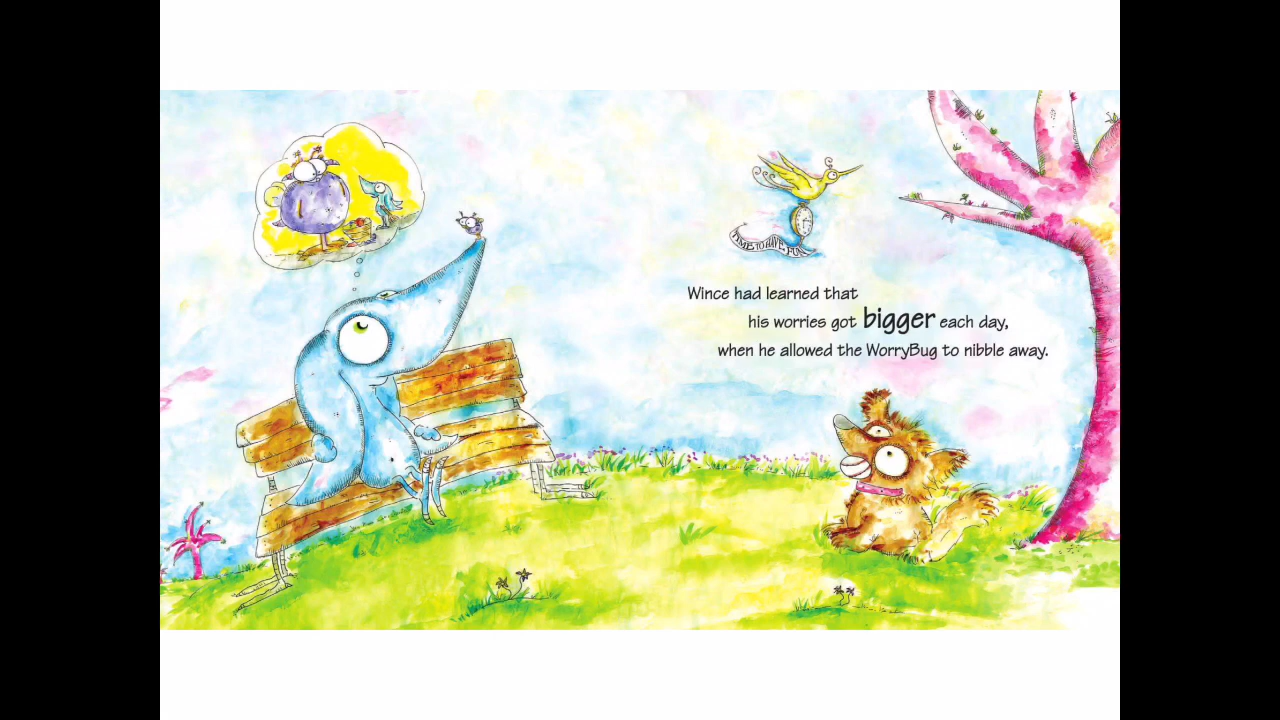 TIME TO HAVE FUN
Wince had learned that
his worries got bigger each day,
when he allowed the WorryBug to nibble away.